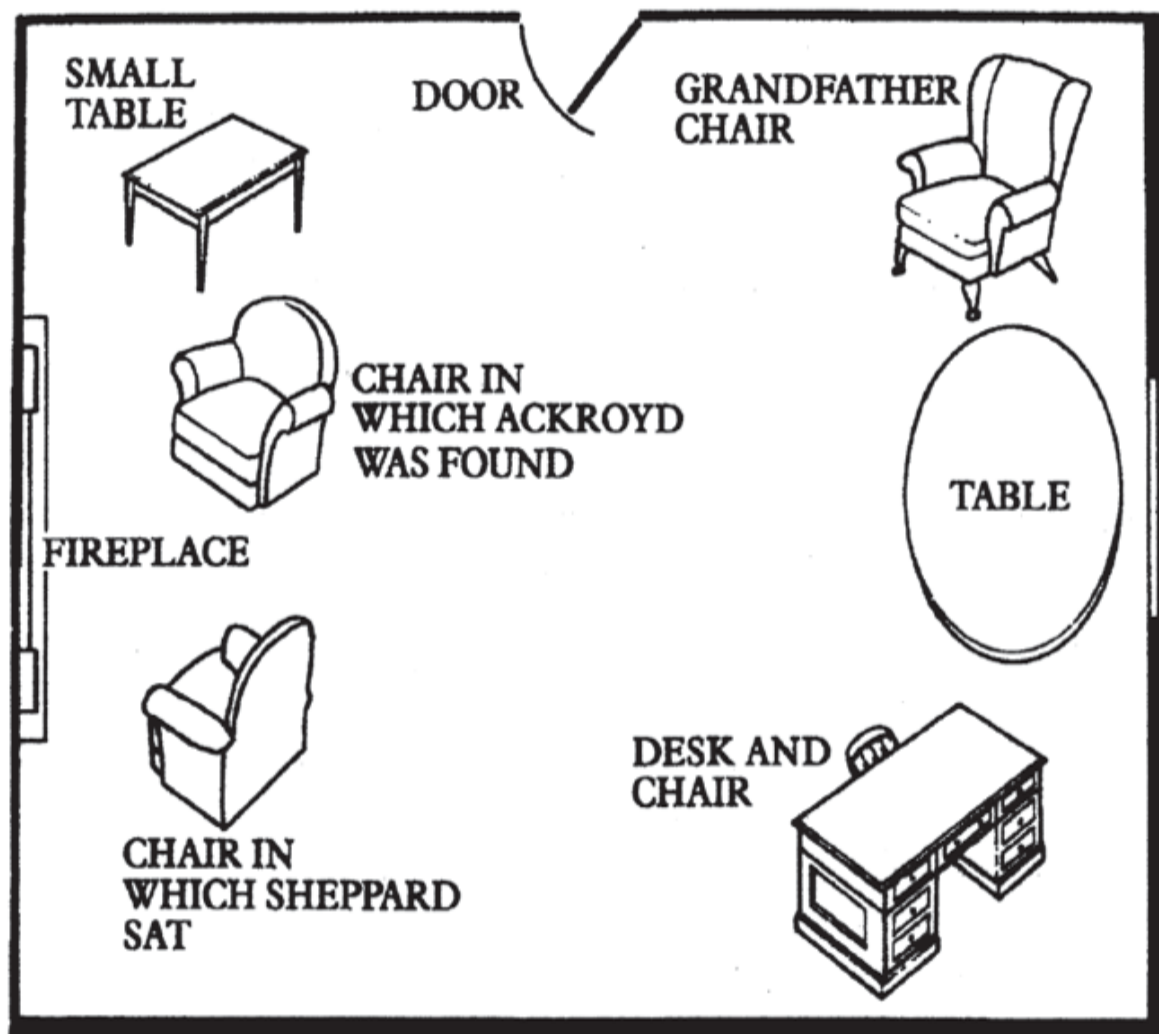 SMALL
TABLE
DOOR
GRANDFATHER
CHAIR
CHAIR IN
WHICH ACKROYD
WAS FOUND
TABLE
FIREPLACE
DESK AND
CHAIR
CHAIR IN
WHICH SHEPPARD
SAT